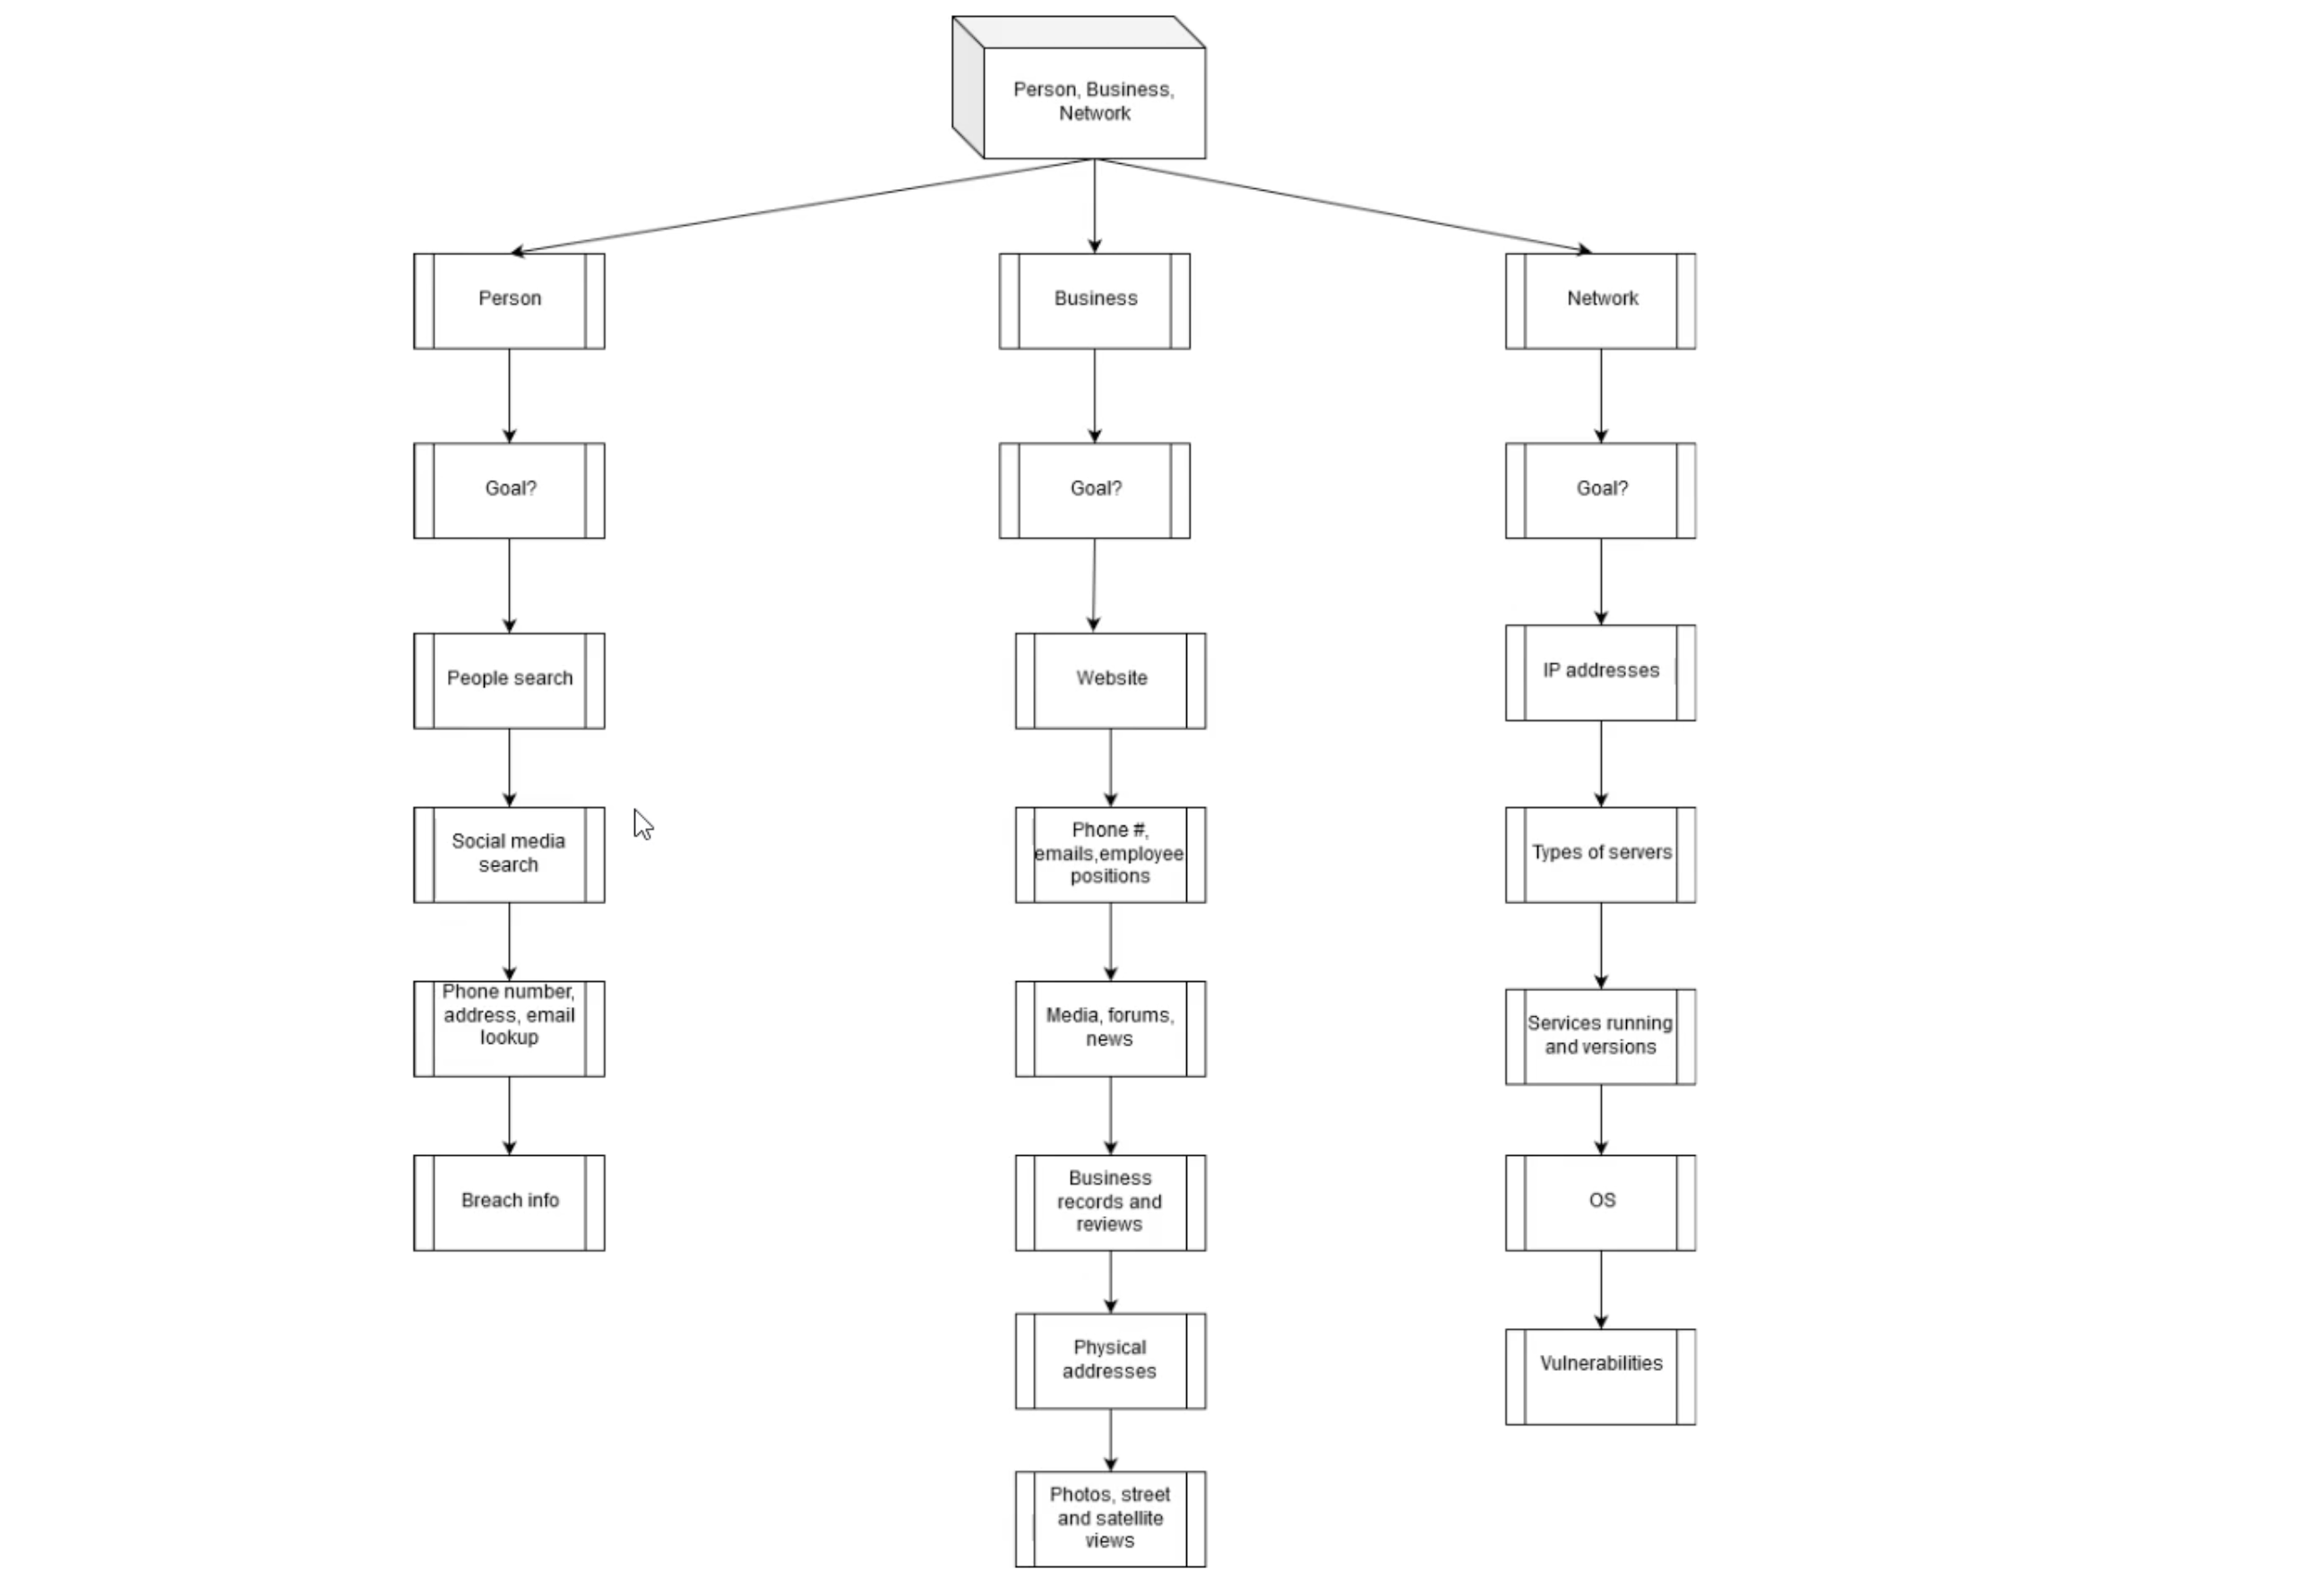 Person, Business,
Network
Person
Business
Network
Goal?
Goal?
Goal?
People search
Website
IP addresses
Social media
search
Phone #,
emails,employee
positions
Types of servers
Phone number,
address, email
lookup
Media, forums,
news
Services running
and versions
Breach info
Business
records and
reviews
OS
Physical
addresses
Vulnerabilities
Photos, street
and satellite
views